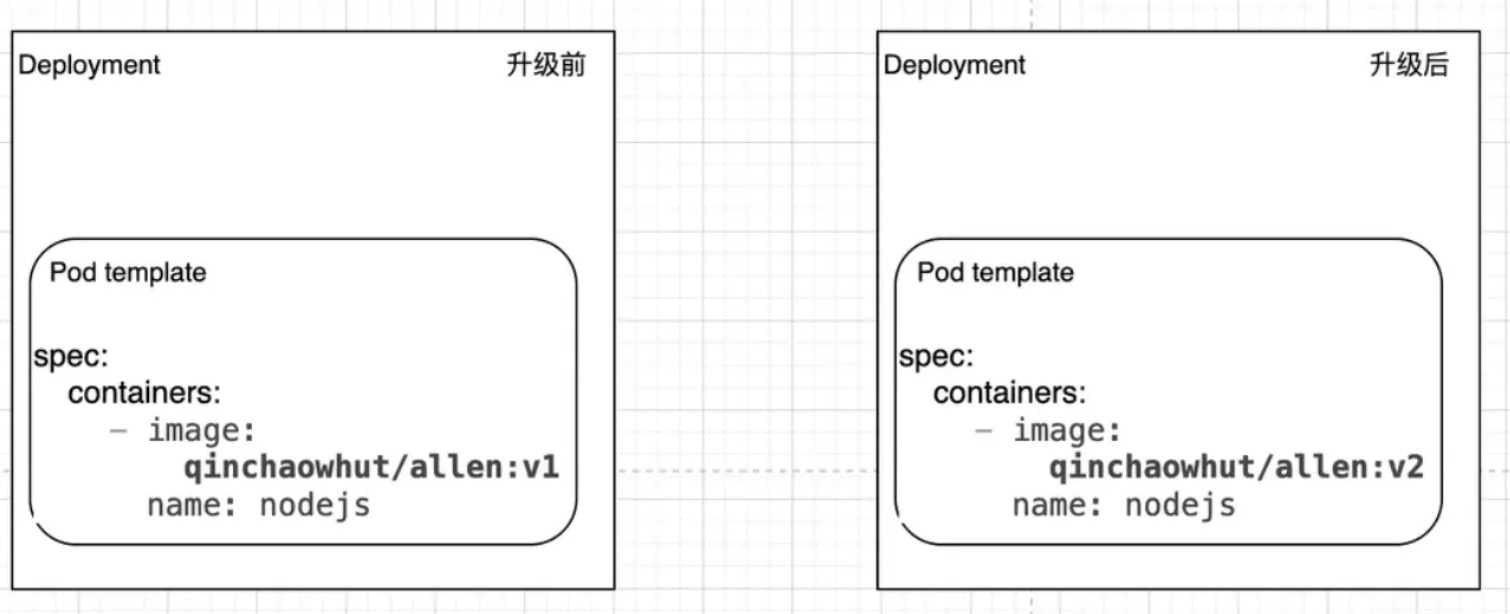 Deployment 升级前
Pod template
spec:
containers:
– image:
qinchaowhut/allen:v1
name: nodejs
Deployment 升级后
Pod template
spec:
containers:
– image:
qinchaowhut/allen:v2
name: nodejs